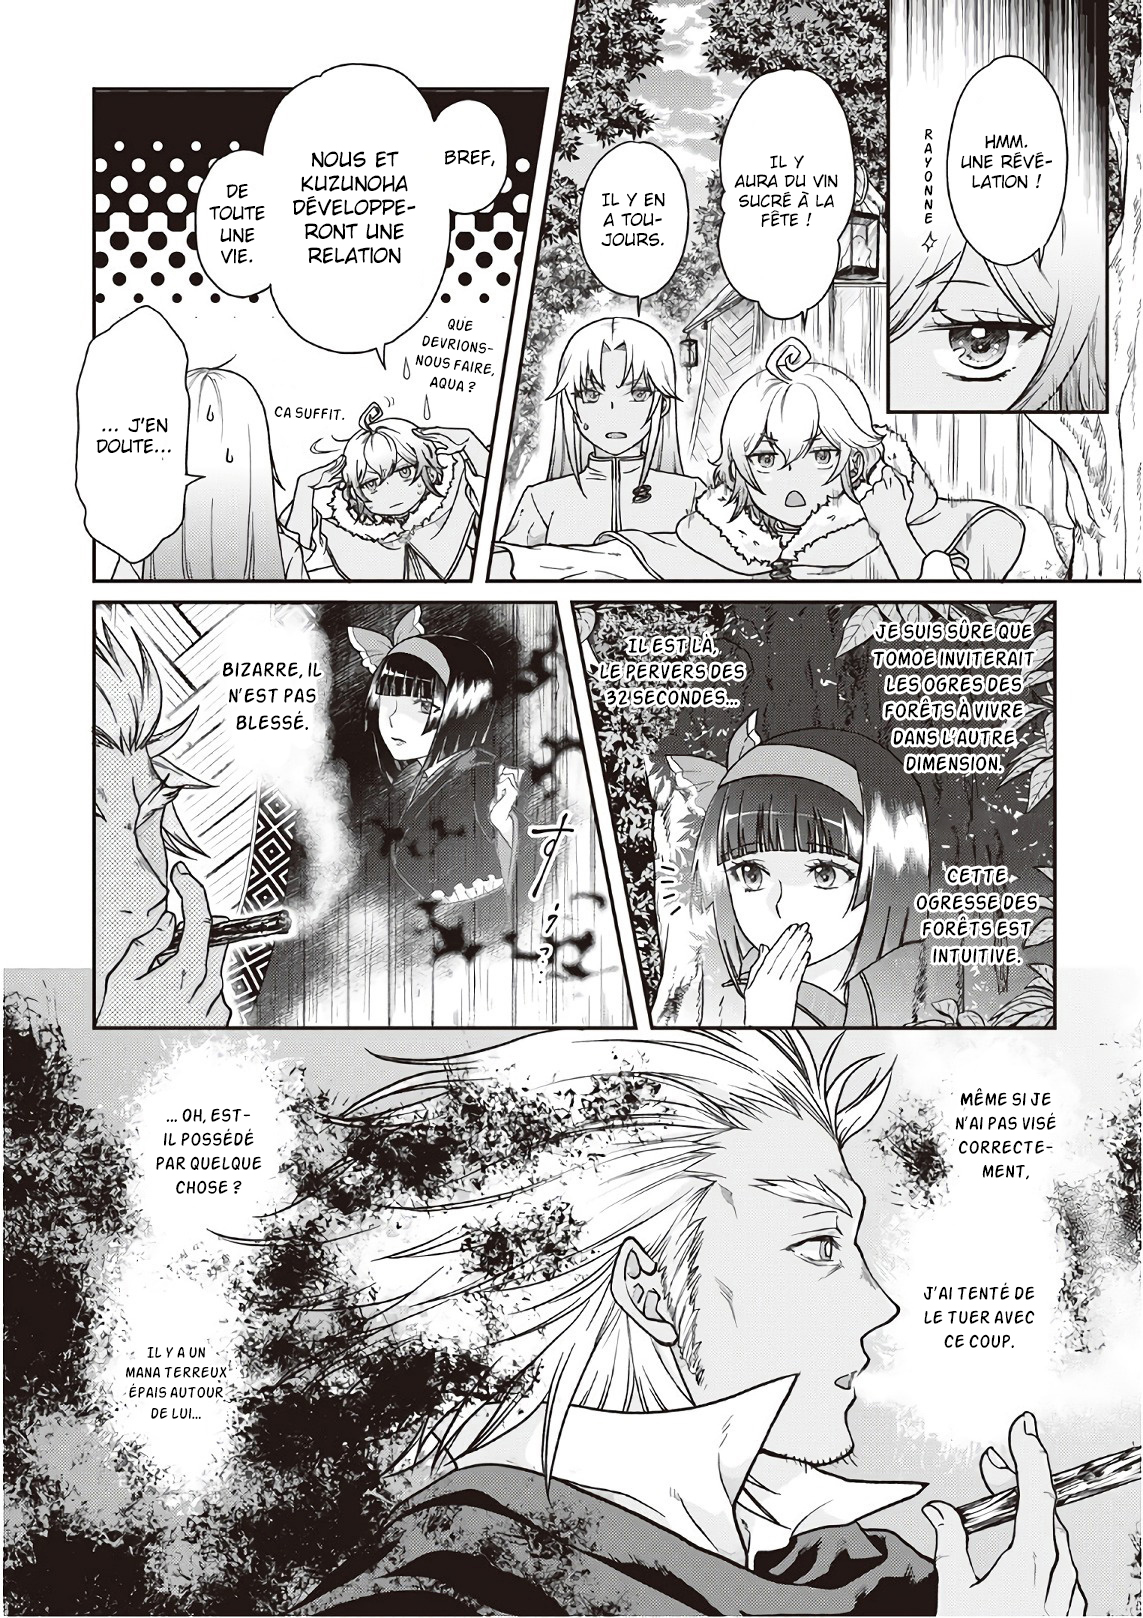 HMM.
UNE RÉVÉ-
LATION !
RAYONNE
IL Y
AURA DU VIN
SUCRÉ À LA
FÊTE !
IL Y EN
A TOU-
JOURS.
BREF,
NOUS ET
KUZUNOHA
DÉVELOPPE-
RONT UNE
RELATION
DE
TOUTE
UNE
VIE.
QUE
DEVRIONS-
NOUS FAIRE,
AQUA ?
CA SUFFIT.
... J'EN
DOUTE...
JE SUIS SÛRE QUE
TOMOE INVITERAIT
LES OGRES DES
FORÊTS À VIVRE
DANS L'AUTRE
DIMENSION.
CETTE
OGRESSE DES
FORÊTS EST
INTUITIVE.
IL EST LÀ,
LE PERVERS DES
32 SECONDES...
BIZARRE, IL
N'EST PAS
BLESSÉ.
すぅ…
MÊME SI JE
N'AI PAS VISÉ
CORRECTE-
MENT,
J'AI TENTÉ DE
LE TUER AVEC
CE COUP.
... OH, EST-
IL POSSÉDÉ
PAR QUELQUE
CHOSE ?
IL Y A UN
MANA TERREUX
ÉPAIS AUTOUR
DE LUI...